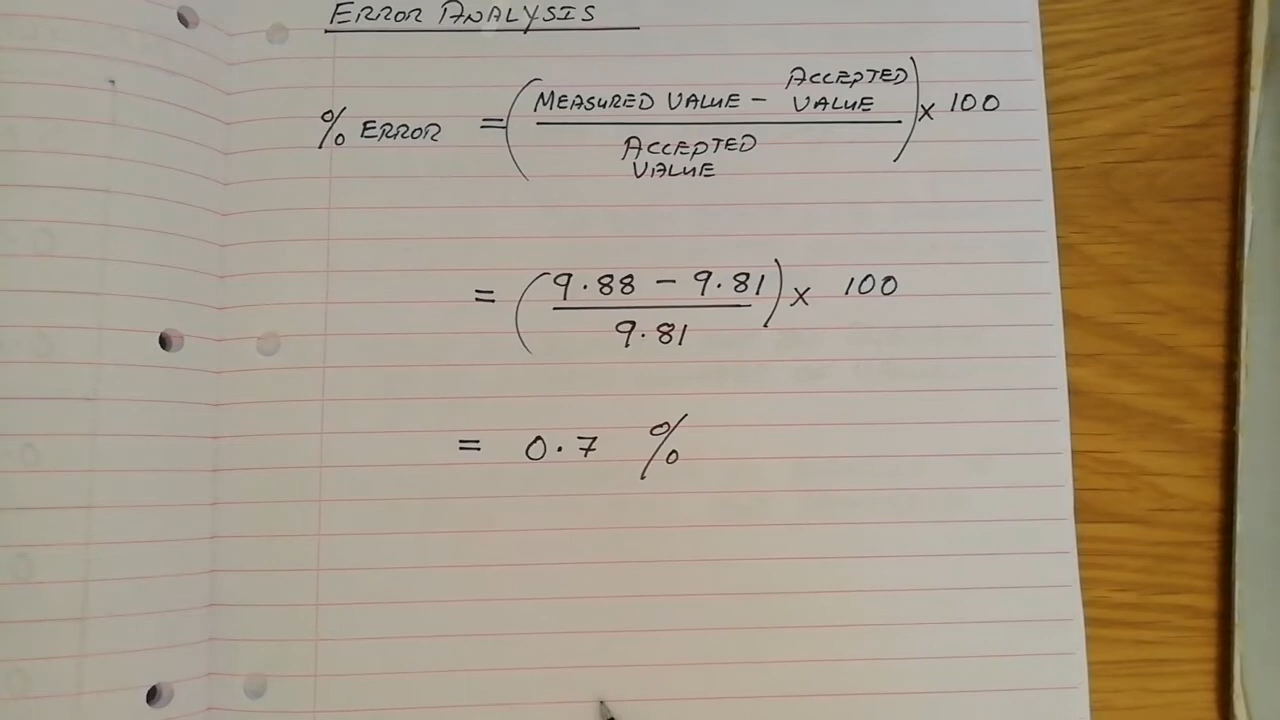 ERROR ANALYSIS
% ERROR = (MEASURED VALUE - ACCEPTED VALUE / ACCEPTED VALUE) x 100
= (9.88 - 9.81 / 9.81) x 100
= 0.7 %